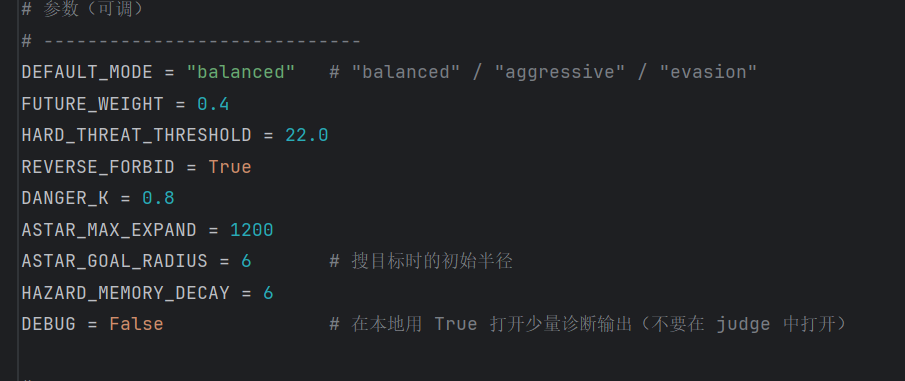 # 参数（可调）
# -----------------------------
DEFAULT_MODE = "balanced"   # "balanced" / "aggressive" / "evasion"
FUTURE_WEIGHT = 0.4
HARD_THREAT_THRESHOLD = 22.0
REVERSE_FORBID = True
DANGER_K = 0.8
ASTAR_MAX_EXPAND = 1200
ASTAR_GOAL_RADIUS = 6       # 搜目标时的初始半径
HAZARD_MEMORY_DECAY = 6
DEBUG = False               # 在本地用 True 打开少量诊断输出（不要在 judge 中打开）